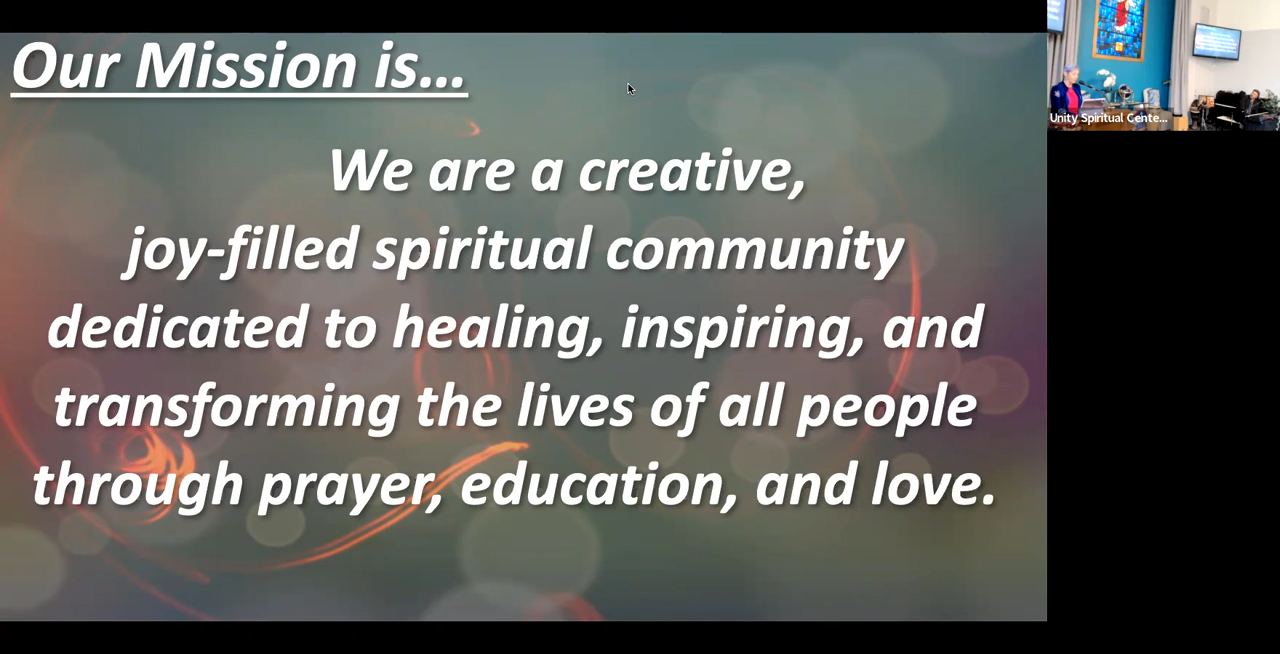 Our Mission is...
We are a creative,
joy-filled spiritual community
dedicated to healing, inspiring, and
transforming the lives of all people
through prayer, education, and love.
Unity Spiritual Cente...